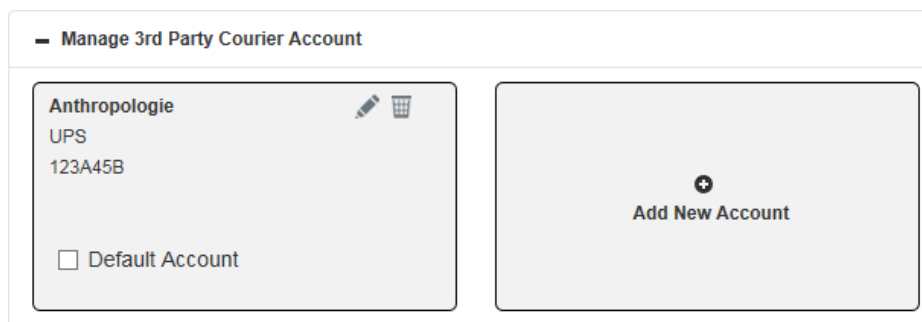 Manage 3rd Party Courier Account
Anthropologie
UPS
123A45B
Default Account
Add New Account